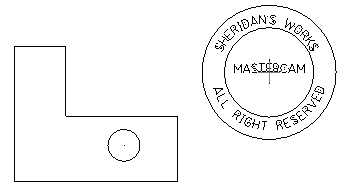 SHERIDAN'S WORKS
MASTERCAM
ALL RIGHT RESERVED